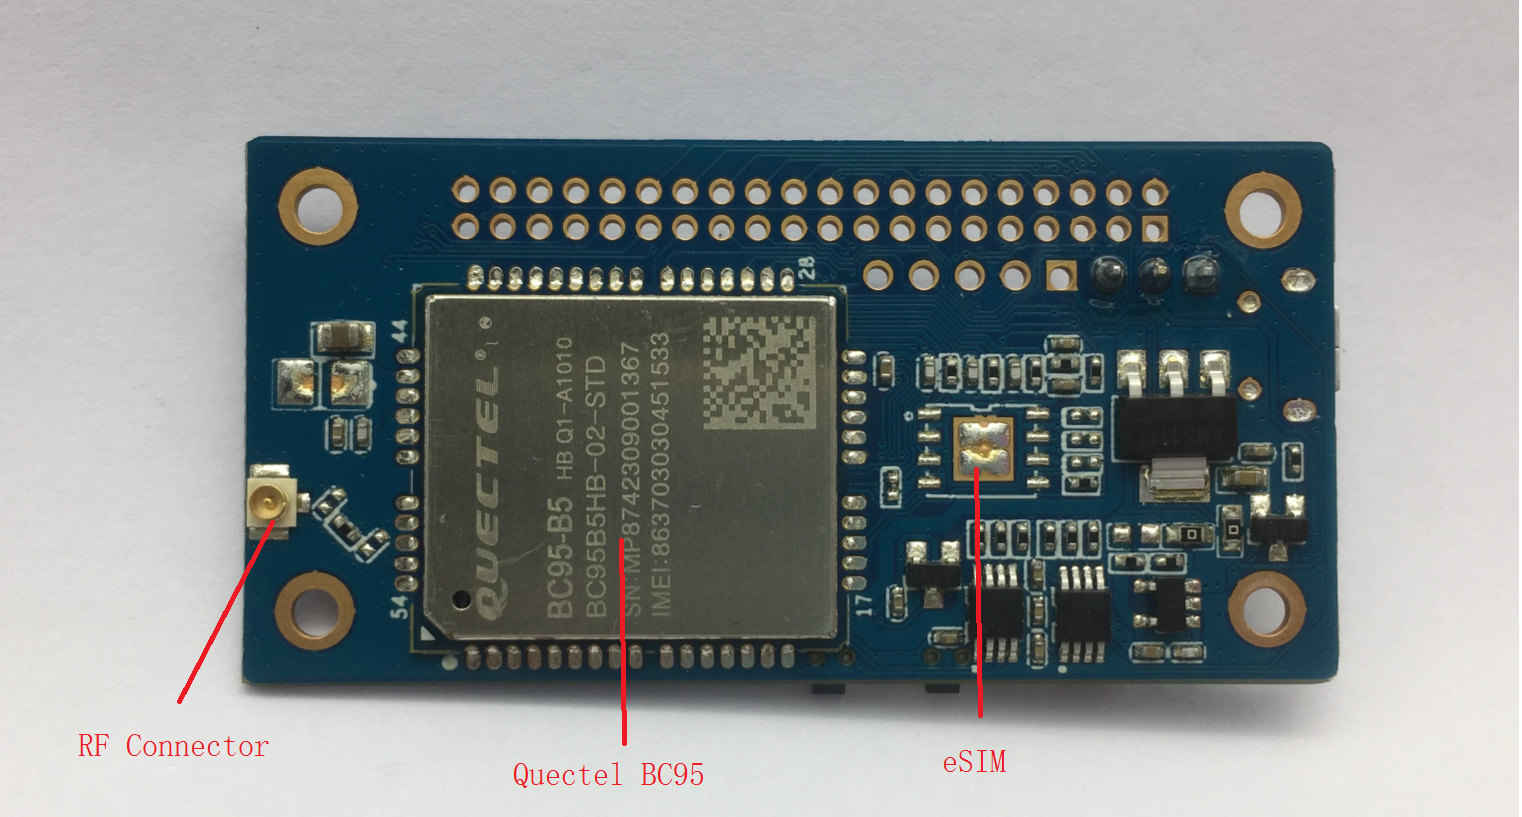 28
44
QUECTEL®
BC95-B5 HB Q1-A1010
BC95B5HB-02-STD
SN:MP8742309001367
IMEI:863703030451533
54
17
RF Connector
Quectel BC95
eSIM